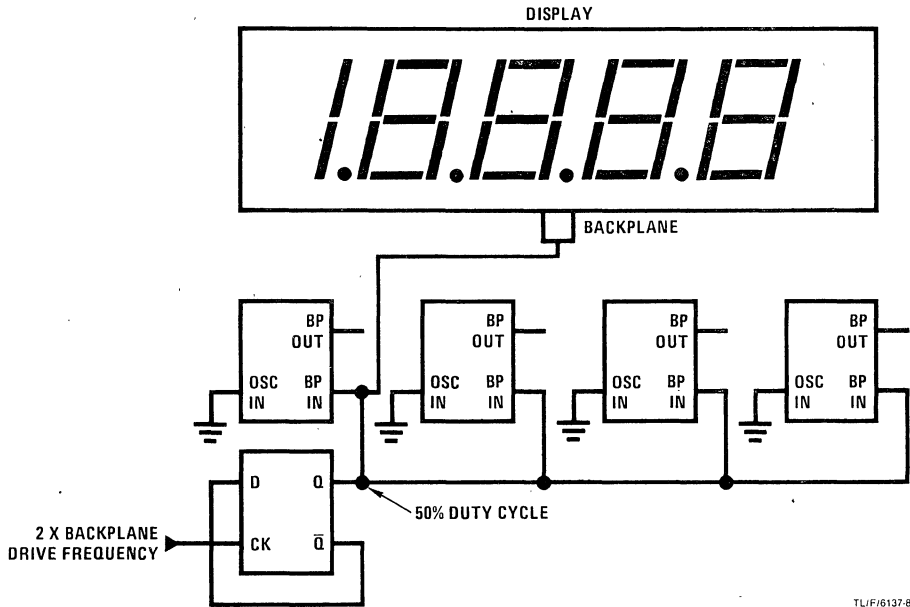 DISPLAY
1.8.8.8.8
BACKPLANE
BP
OUT
OSC
IN
BP
IN
BP
OUT
OSC
IN
BP
IN
BP
OUT
OSC
IN
BP
IN
BP
OUT
OSC
IN
BP
IN
D
Q
50% DUTY CYCLE
2 X BACKPLANE
DRIVE FREQUENCY
CK
Q̅
TL/F/6137-8